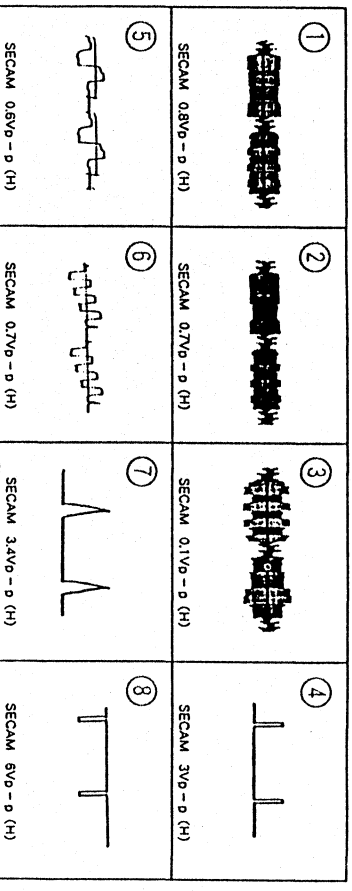 1
SECAM 0.8Vp-p (H)
2
SECAM 0.7Vp-p (H)
3
SECAM 0.1Vp-p (H)
4
SECAM 3Vp-p (H)
5
SECAM 0.6Vp-p (H)
6
SECAM 0.7Vp-p (H)
7
SECAM 3.4Vp-p (H)
8
SECAM 6Vp-p (H)